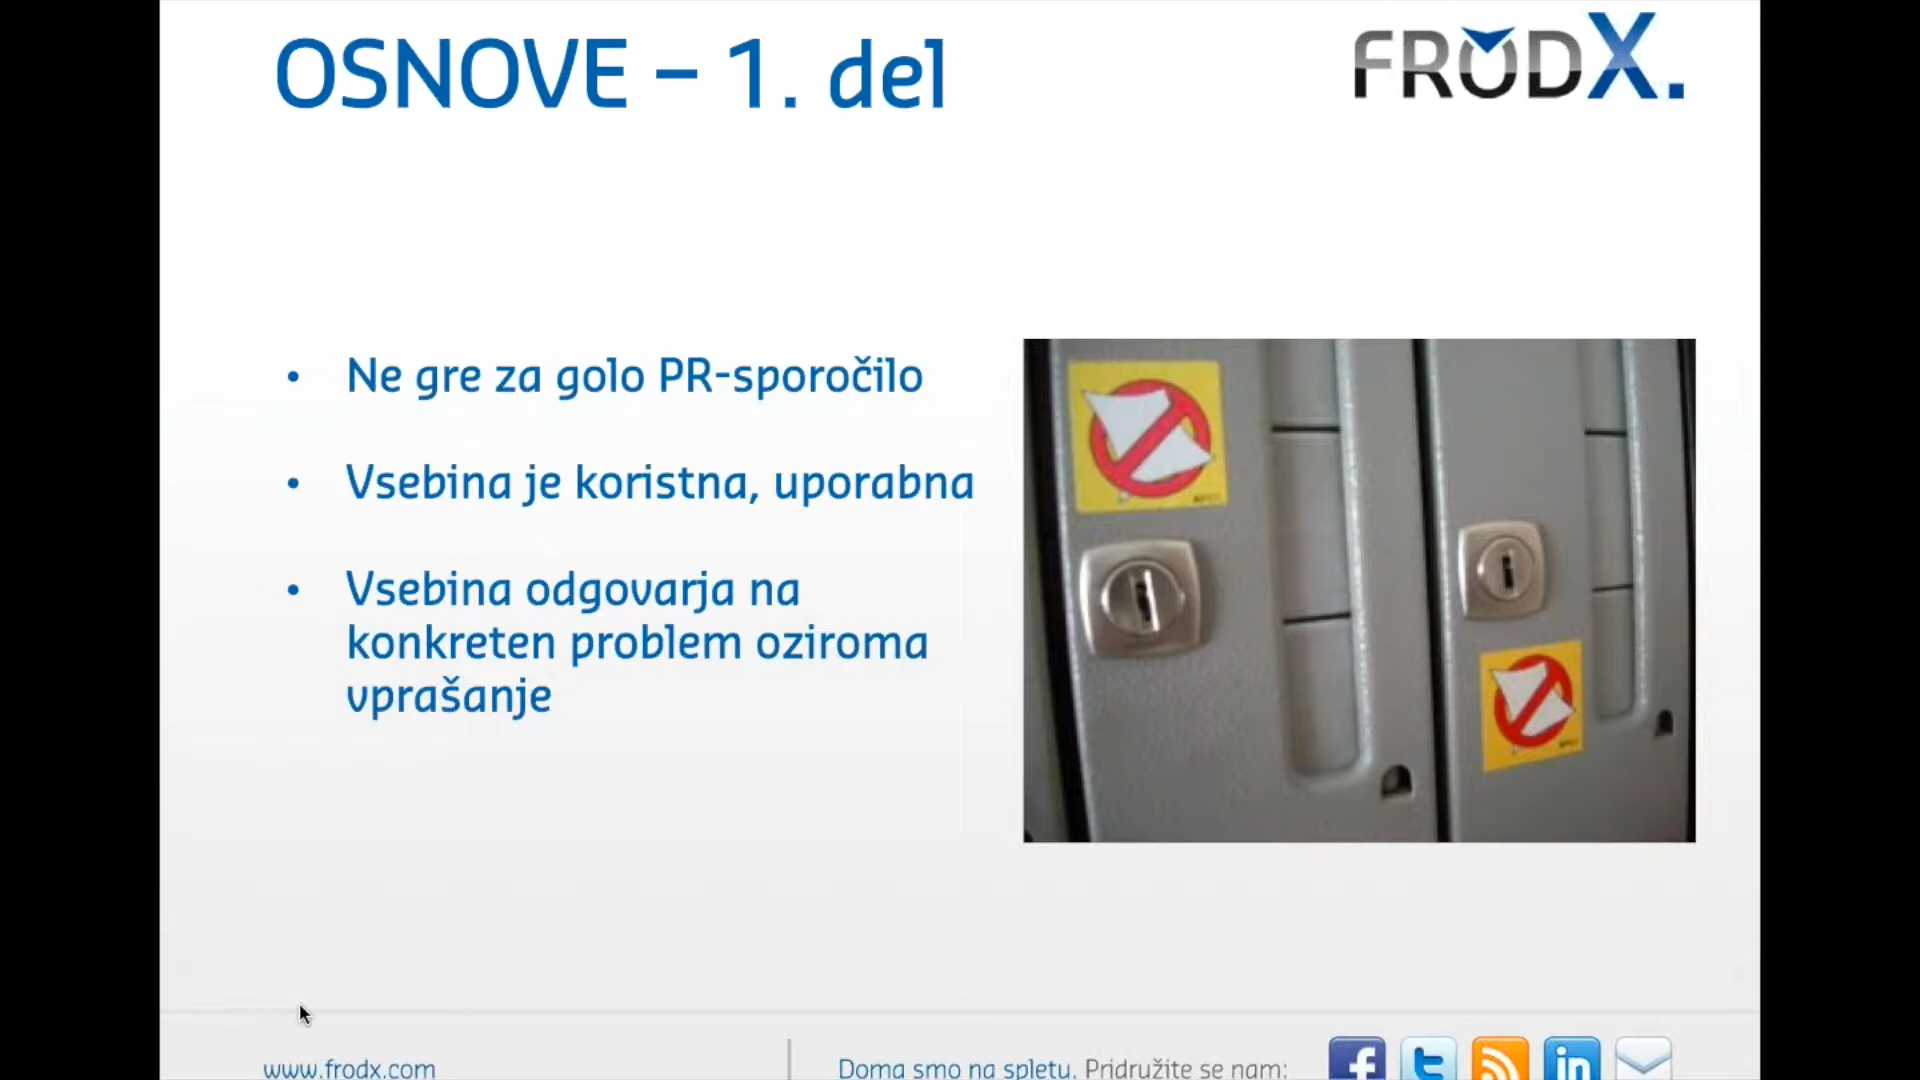 OSNOVE – 1. del
FRODX.
• Ne gre za golo PR-sporočilo
• Vsebina je koristna, uporabna
• Vsebina odgovarja na
konkreten problem oziroma
vprašanje
www.frodx.com
Doma smo na spletu. Pridružite se nam: